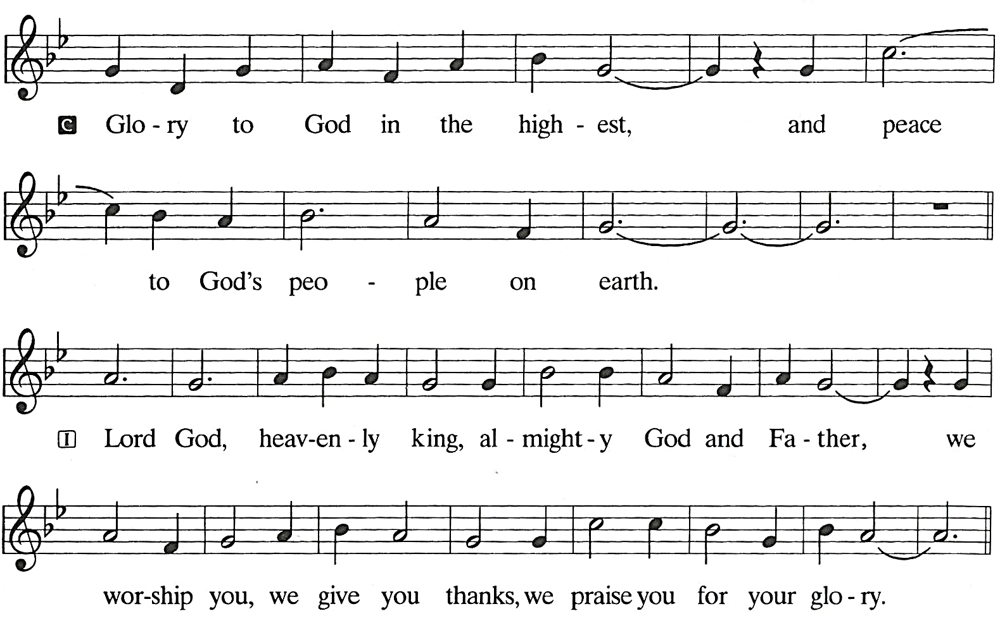 C Glo - ry to God in the high - est, and peace
to God's peo - ple on earth.
I Lord God, heav-en - ly king, al - might - y God and Fa - ther, we
wor-ship you, we give you thanks, we praise you for your glo - ry.